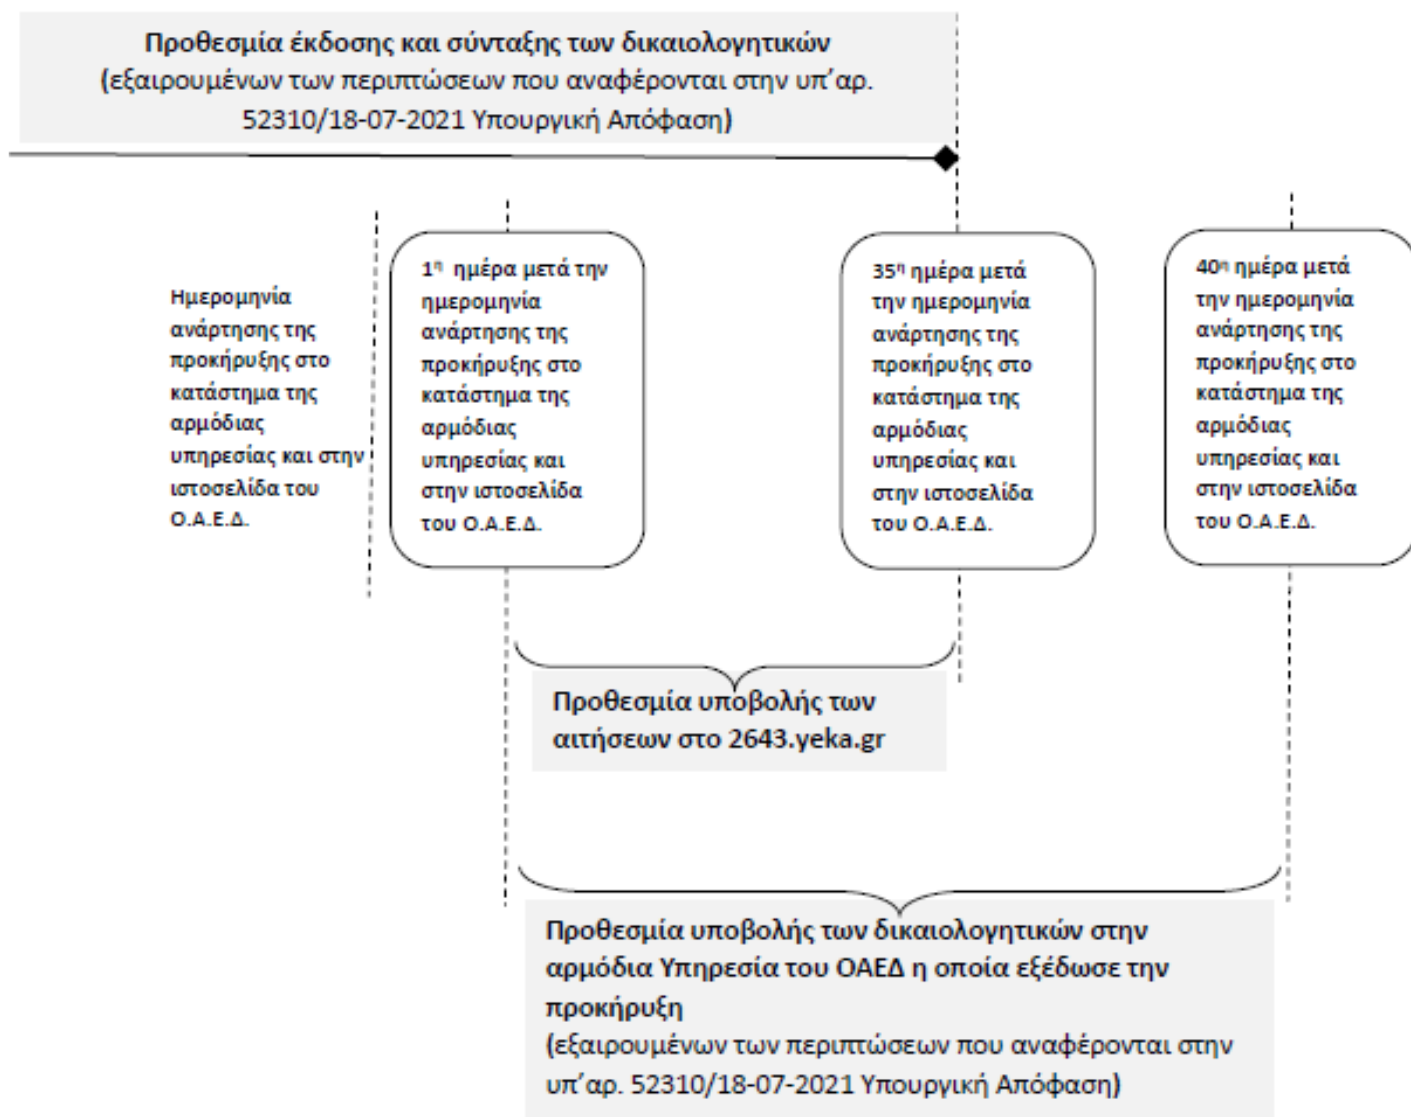 Προθεσμία έκδοσης και σύνταξης των δικαιολογητικών
(εξαιρουμένων των περιπτώσεων που αναφέρονται στην υπ’αρ.
52310/18-07-2021 Υπουργική Απόφαση)
Ημερομηνία
ανάρτησης της
προκήρυξης στο
κατάστημα της
αρμόδιας
υπηρεσίας και στην
ιστοσελίδα του
Ο.Α.Ε.Δ.
1η ημέρα μετά την
ημερομηνία
ανάρτησης της
προκήρυξης στο
κατάστημα της
αρμόδιας
υπηρεσίας και
στην ιστοσελίδα
του Ο.Α.Ε.Δ.
35η ημέρα μετά
την ημερομηνία
ανάρτησης της
προκήρυξης στο
κατάστημα της
αρμόδιας
υπηρεσίας και
στην ιστοσελίδα
του Ο.Α.Ε.Δ.
40η ημέρα μετά
την ημερομηνία
ανάρτησης της
προκήρυξης στο
κατάστημα της
αρμόδιας
υπηρεσίας και
στην ιστοσελίδα
του Ο.Α.Ε.Δ.
Προθεσμία υποβολής των
αιτήσεων στο 2643.yeka.gr
Προθεσμία υποβολής των δικαιολογητικών στην
αρμόδια Υπηρεσία του ΟΑΕΔ η οποία εξέδωσε την
προκήρυξη
(εξαιρουμένων των περιπτώσεων που αναφέρονται στην
υπ’αρ. 52310/18-07-2021 Υπουργική Απόφαση)